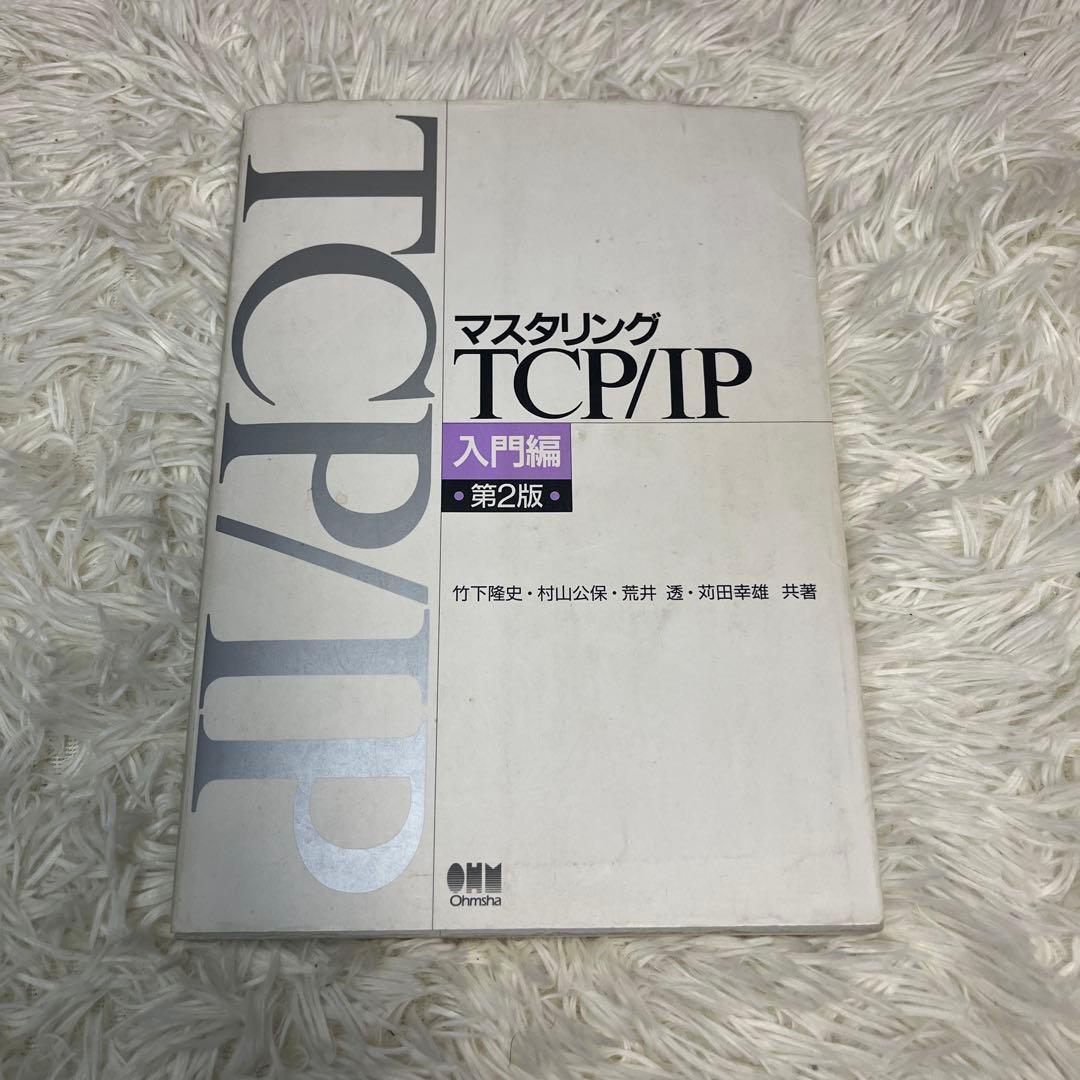 TCP/IP
マスタリング
TCP/IP
入門編
・第2版・
竹下隆史・村山公保・荒井 透・苅田幸雄 共著
OHM
Ohmsha